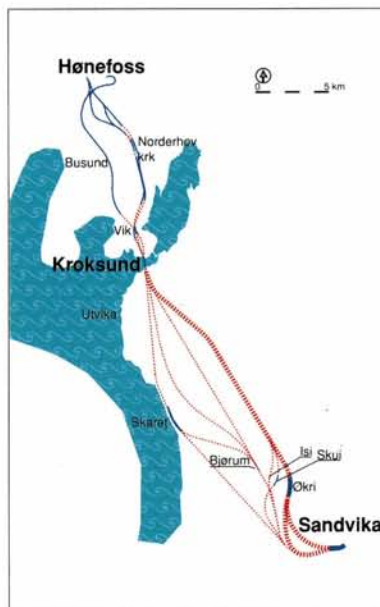 Hønefoss
0 5 km
Norderhov
krk
Busund
Vik
Kroksund
Utvika
Skaret
Isi
Skui
Bjørum
Økri
Sandvika